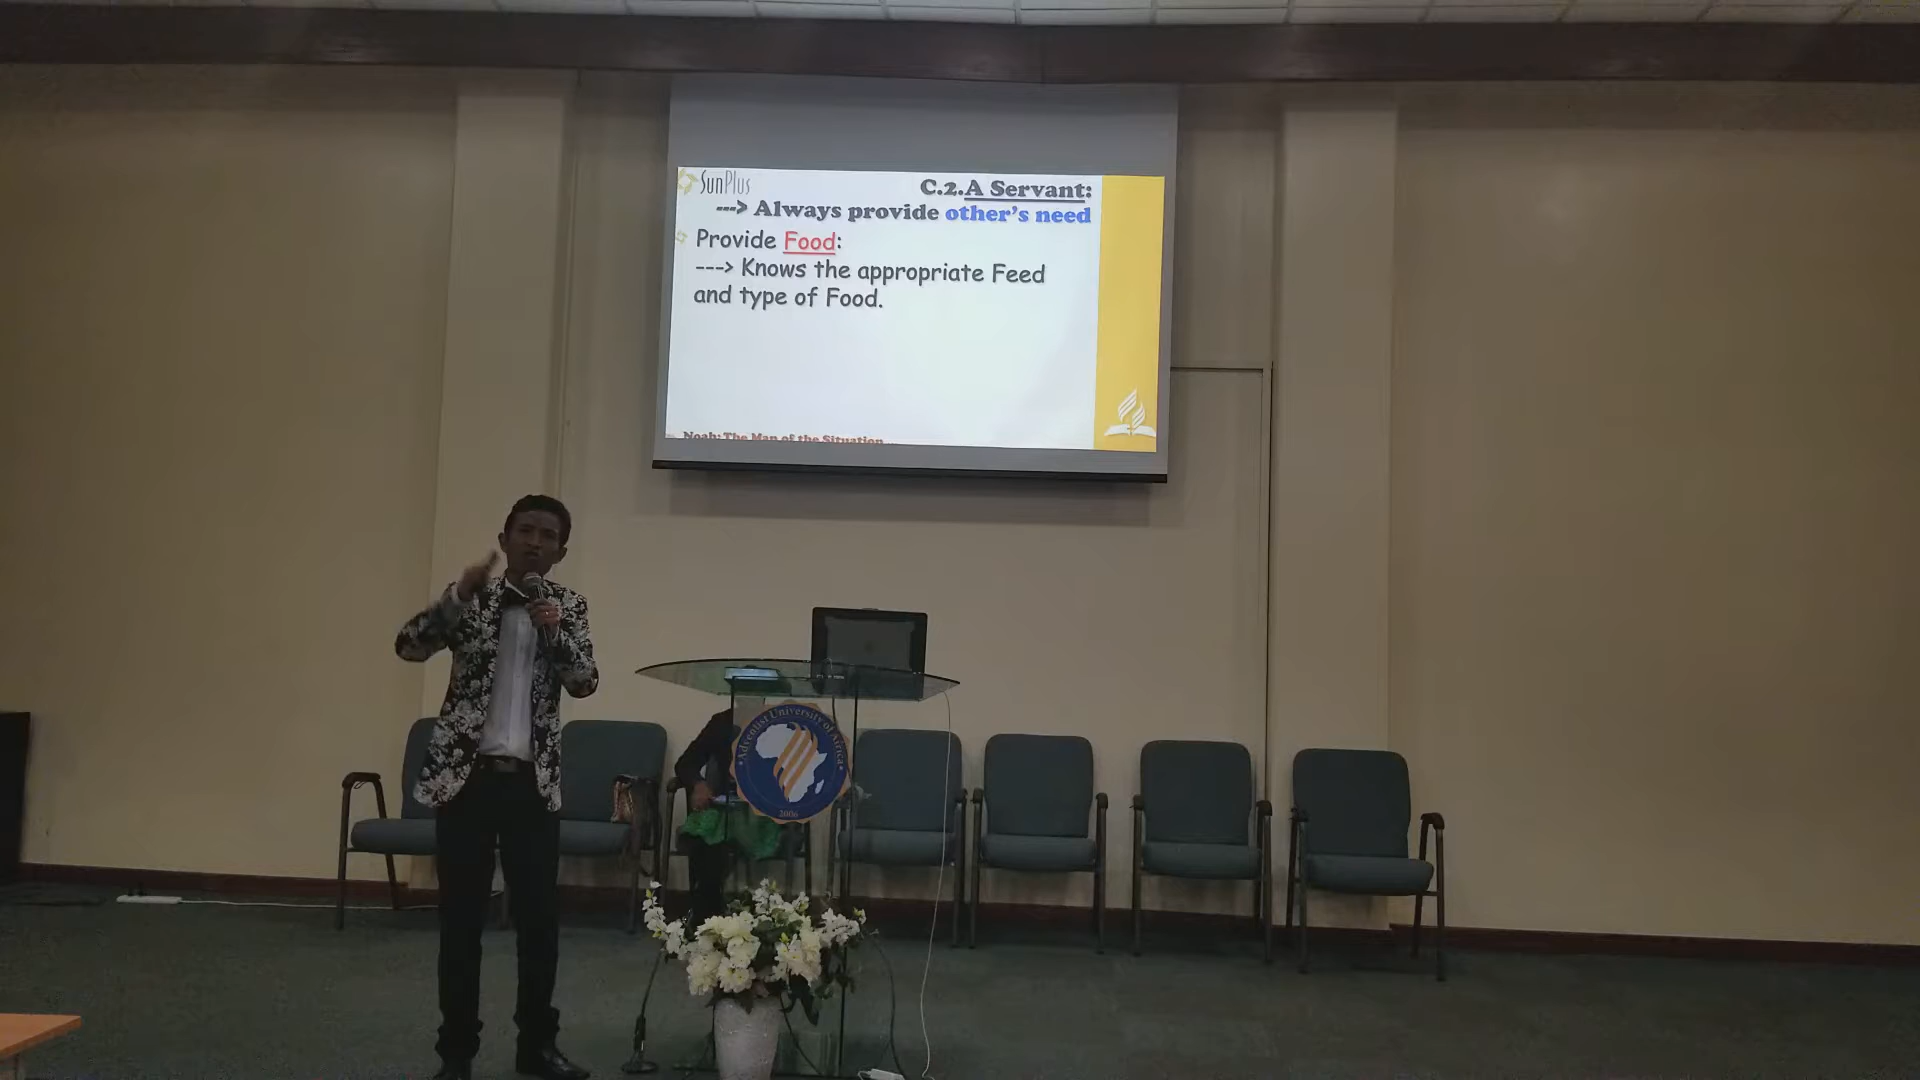 SunPlus
C.2.A Servant:
---> Always provide other's need
Provide Food:
---> Knows the appropriate Feed
and type of Food.
Noah: The Man of the Situation
Adventist University of Africa
2006